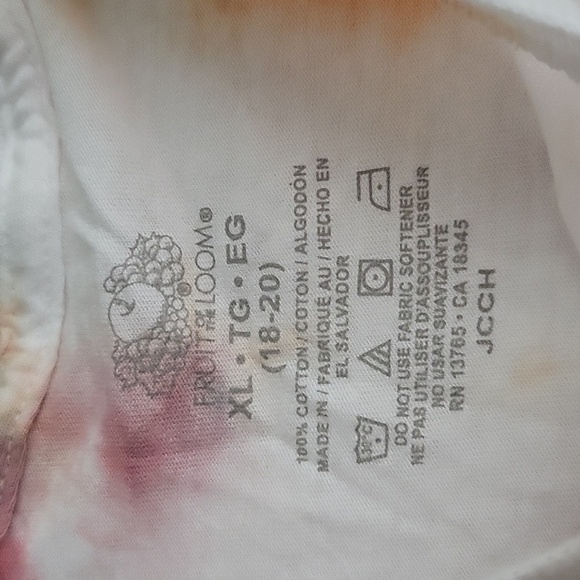 FRUIT OF THE LOOM®
XL • TG • EG
(18-20)
100% COTTON / COTON / ALGODÓN
MADE IN / FABRIQUÉ AU / HECHO EN
EL SALVADOR
30°C
DO NOT USE FABRIC SOFTENER
NE PAS UTILISER D'ASSOUPLISSEUR
NO USAR SUAVIZANTE
RN 13765 • CA 18345
JCCH